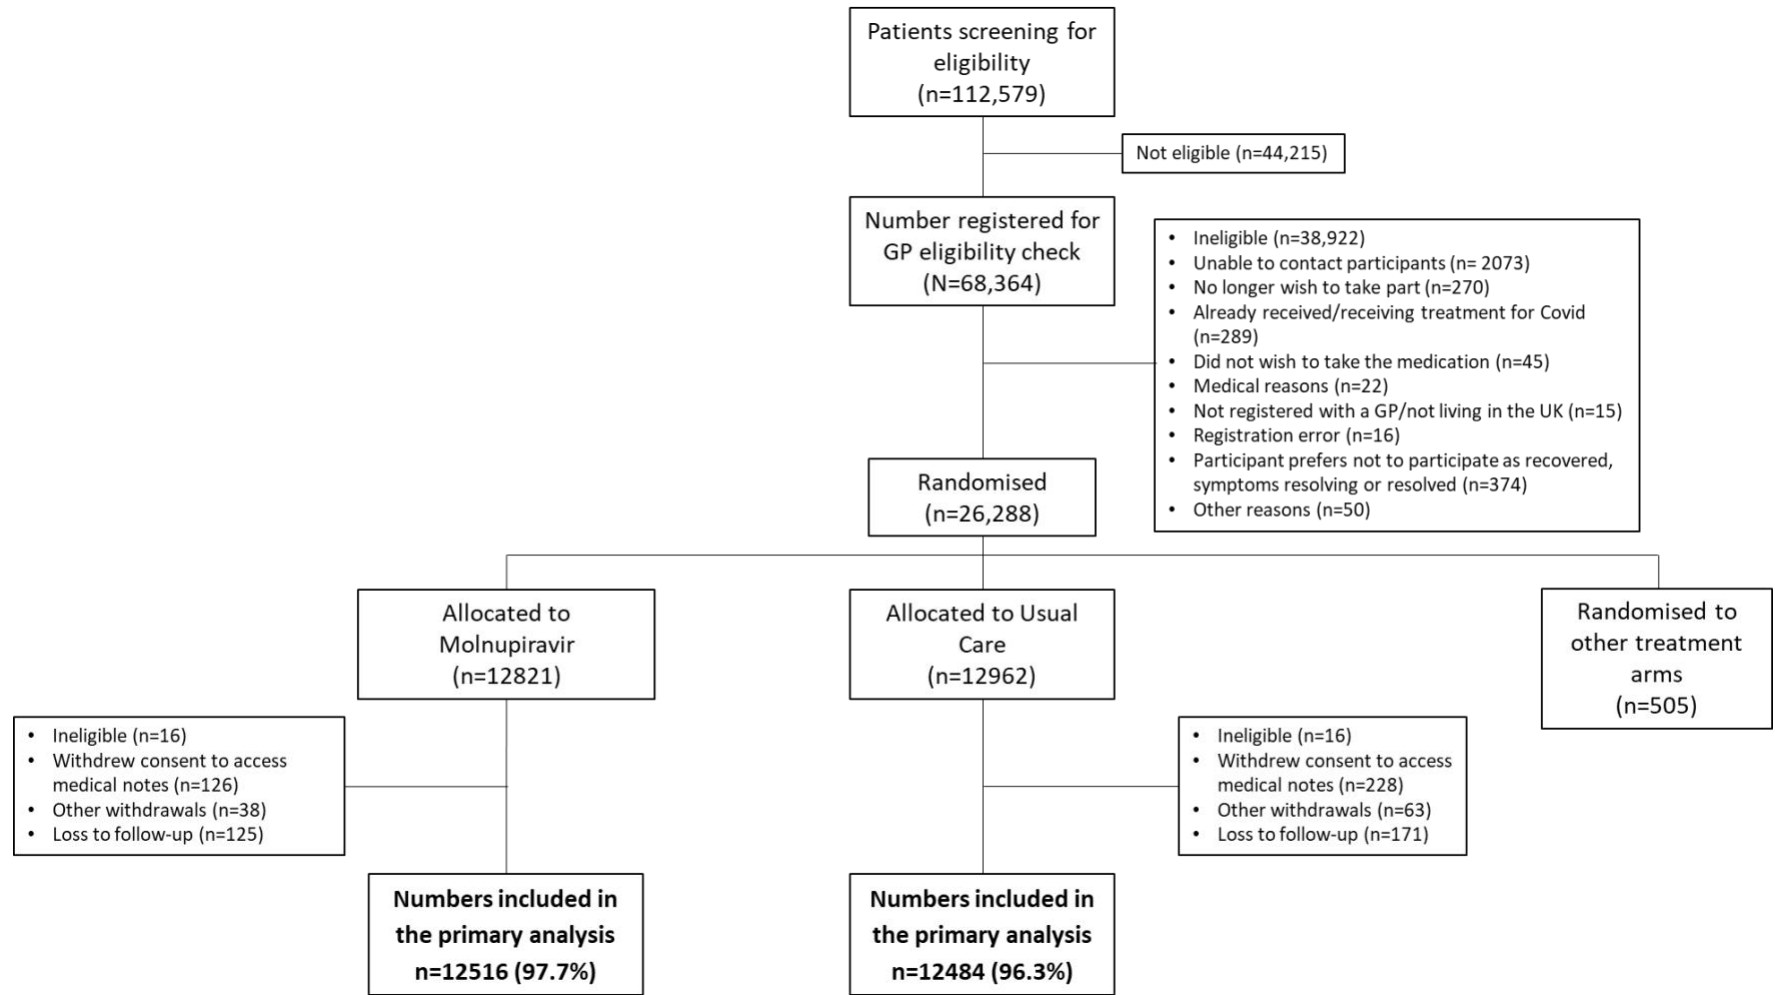 Patients screening for
eligibility
(n=112,579)
Not eligible (n=44,215)
Number registered for
GP eligibility check
(N=68,364)
• Ineligible (n=38,922)
• Unable to contact participants (n= 2073)
• No longer wish to take part (n=270)
• Already received/receiving treatment for Covid
(n=289)
• Did not wish to take the medication (n=45)
• Medical reasons (n=22)
• Not registered with a GP/not living in the UK (n=15)
• Registration error (n=16)
• Participant prefers not to participate as recovered,
symptoms resolving or resolved (n=374)
• Other reasons (n=50)
Randomised
(n=26,288)
Allocated to
Molnupiravir
(n=12821)
Allocated to Usual
Care
(n=12962)
Randomised to
other treatment
arms
(n=505)
• Ineligible (n=16)
• Withdrew consent to access
medical notes (n=126)
• Other withdrawals (n=38)
• Loss to follow-up (n=125)
• Ineligible (n=16)
• Withdrew consent to access
medical notes (n=228)
• Other withdrawals (n=63)
• Loss to follow-up (n=171)
Numbers included in
the primary analysis
n=12516 (97.7%)
Numbers included in
the primary analysis
n=12484 (96.3%)